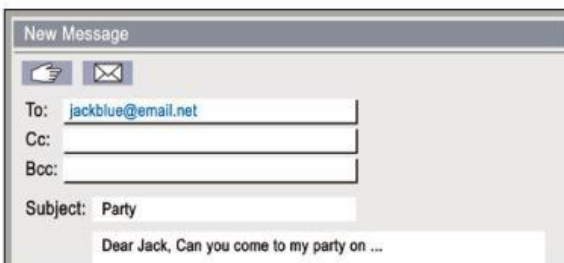 New Message
To: jackblue@email.net
Cc:
Bcc:
Subject: Party
Dear Jack, Can you come to my party on ...